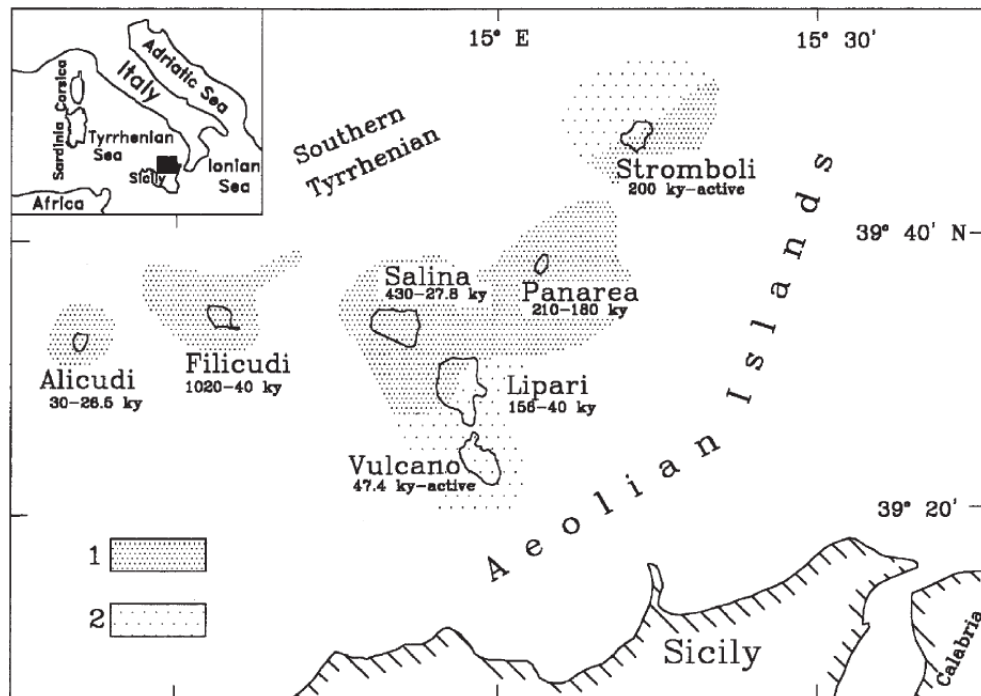 15° E
15° 30'
Adriatic Sea
Italy
Corsica
Sardinia
Tyrrhenian
Sea
Sicily
Ionian
Sea
Africa
Southern
Tyrrhenian
Stromboli
200 ky-active
39° 40' N
Salina
430-27.8 ky
Panarea
210-180 ky
Alicudi
30-26.5 ky
Filicudi
1020-40 ky
Lipari
156-40 ky
Vulcano
47.4 ky-active
Aeolian Islands
39° 20'
1
2
Sicily
Calabria